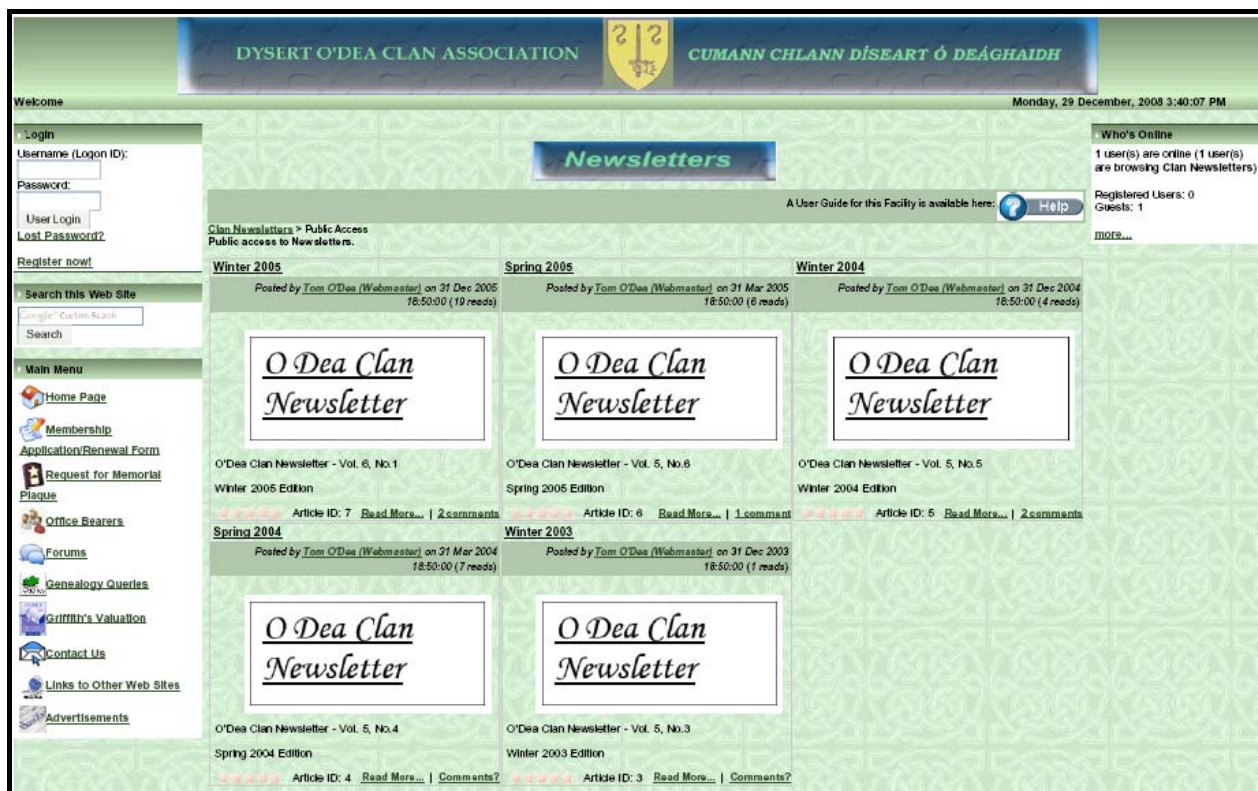 DYSERT O'DEA CLAN ASSOCIATION
CUMANN CHLANN DÍSEART Ó DEÁGHAIDH
Welcome
Monday, 29 December, 2008 3:40:07 PM
Login
Username (Logon ID):
Password:
User Login
Lost Password?
Register now!
Search this Web Site
Google™ Custom Search
Search
Main Menu
Home Page
Membership
Application/Renewal Form
Request for Memorial
Plaque
Office Bearers
Forums
Genealogy Queries
Griffith's Valuation
Contact Us
Links to Other Web Sites
Advertisements
Newsletters
A User Guide for this Facility is available here: Help
Clan Newsletters > Public Access
Public access to Newsletters.
Winter 2005
Posted by Tom O'Dea (Webmaster) on 31 Dec 2005
18:50:00 (19 reads)
O Dea Clan
Newsletter
O'Dea Clan Newsletter - Vol. 6, No.1
Winter 2005 Edition
Article ID: 7 Read More... | 2 comments
Spring 2005
Posted by Tom O'Dea (Webmaster) on 31 Mar 2005
18:50:00 (6 reads)
O Dea Clan
Newsletter
O'Dea Clan Newsletter - Vol. 5, No.6
Spring 2005 Edition
Article ID: 6 Read More... | 1 comment
Winter 2004
Posted by Tom O'Dea (Webmaster) on 31 Dec 2004
18:50:00 (4 reads)
O Dea Clan
Newsletter
O'Dea Clan Newsletter - Vol. 5, No.5
Winter 2004 Edition
Article ID: 5 Read More... | 2 comments
Spring 2004
Posted by Tom O'Dea (Webmaster) on 31 Mar 2004
18:50:00 (7 reads)
O Dea Clan
Newsletter
O'Dea Clan Newsletter - Vol. 5, No.4
Spring 2004 Edition
Article ID: 4 Read More... | Comments?
Winter 2003
Posted by Tom O'Dea (Webmaster) on 31 Dec 2003
18:50:00 (1 reads)
O Dea Clan
Newsletter
O'Dea Clan Newsletter - Vol. 5, No.3
Winter 2003 Edition
Article ID: 3 Read More... | Comments?
Who's Online
1 user(s) are online (1 user(s)
are browsing Clan Newsletters)
Registered Users: 0
Guests: 1
more...